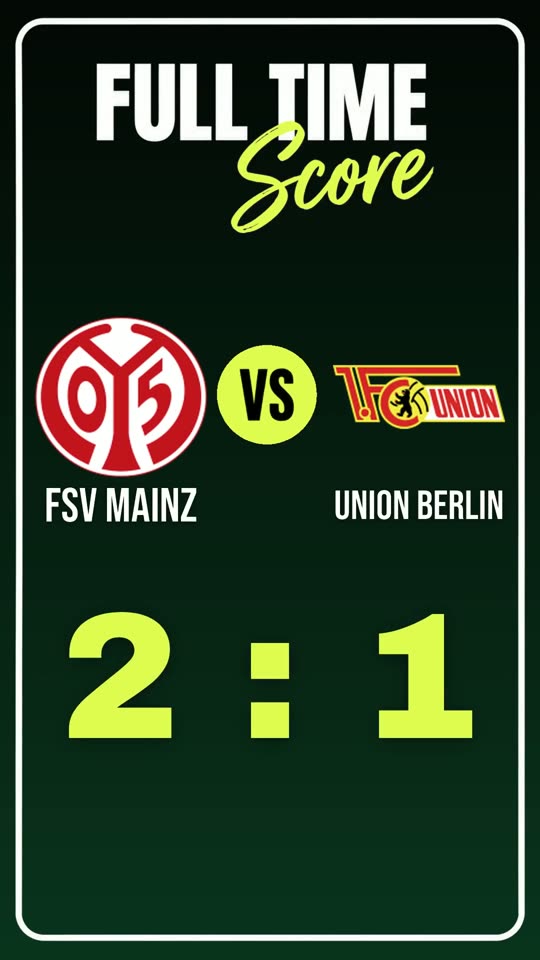 FULL TIME
Score
05
VS
1.FC UNION
FSV MAINZ
UNION BERLIN
2 : 1